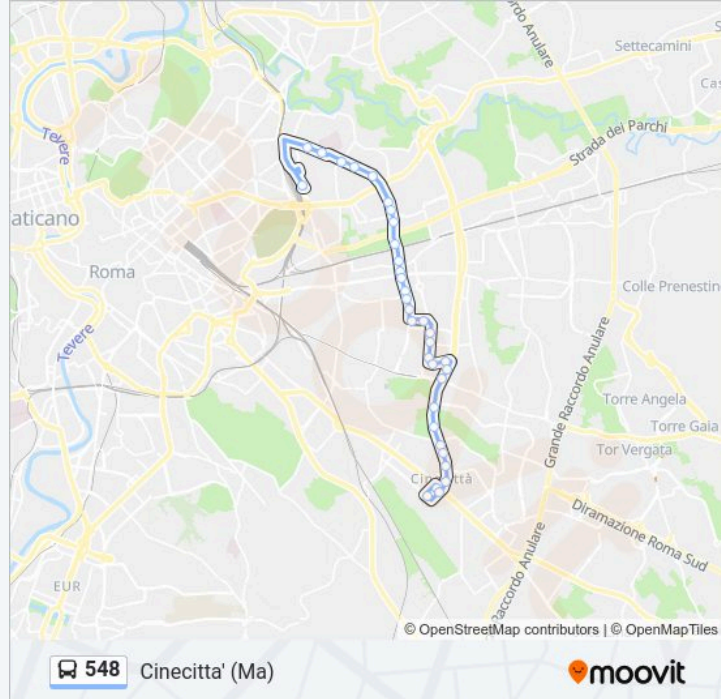 Settecamini
Anulare
Strada dei Parchi
Tevere
aticano
Roma
Colle Prenestino
Tevere
Grande Raccordo Anulare
Torre Angela
Torre Gaia
Tor Vergata
Cinecittà
Diramazione Roma Sud
Raccordo Anulare
EUR
© OpenStreetMap contributors | © OpenMapTiles
548 Cinecitta' (Ma)
moovit